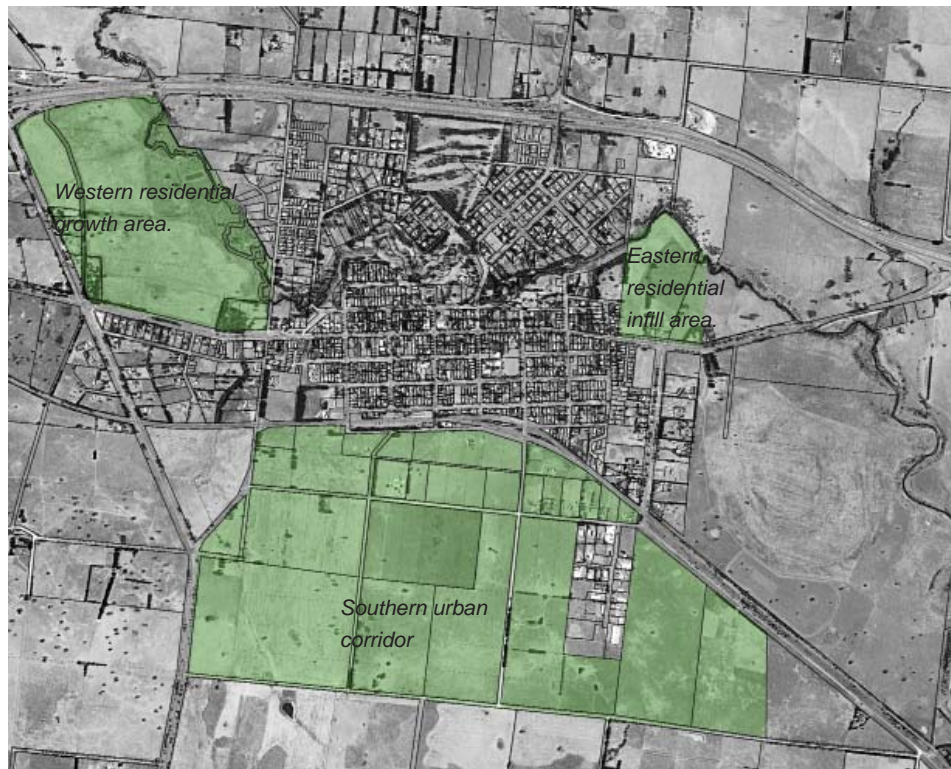 Western residential
growth area.
Eastern
residential
infill area.
Southern urban
corridor